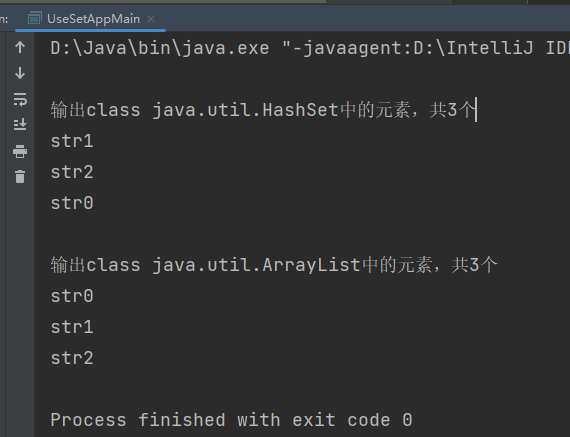 n: UseSetAppMain ×
D:\Java\bin\java.exe "-javaagent:D:\IntelliJ
输出class java.util.HashSet中的元素，共3个
str1
str2
str0
输出class java.util.ArrayList中的元素，共3个
str0
str1
str2
Process finished with exit code 0